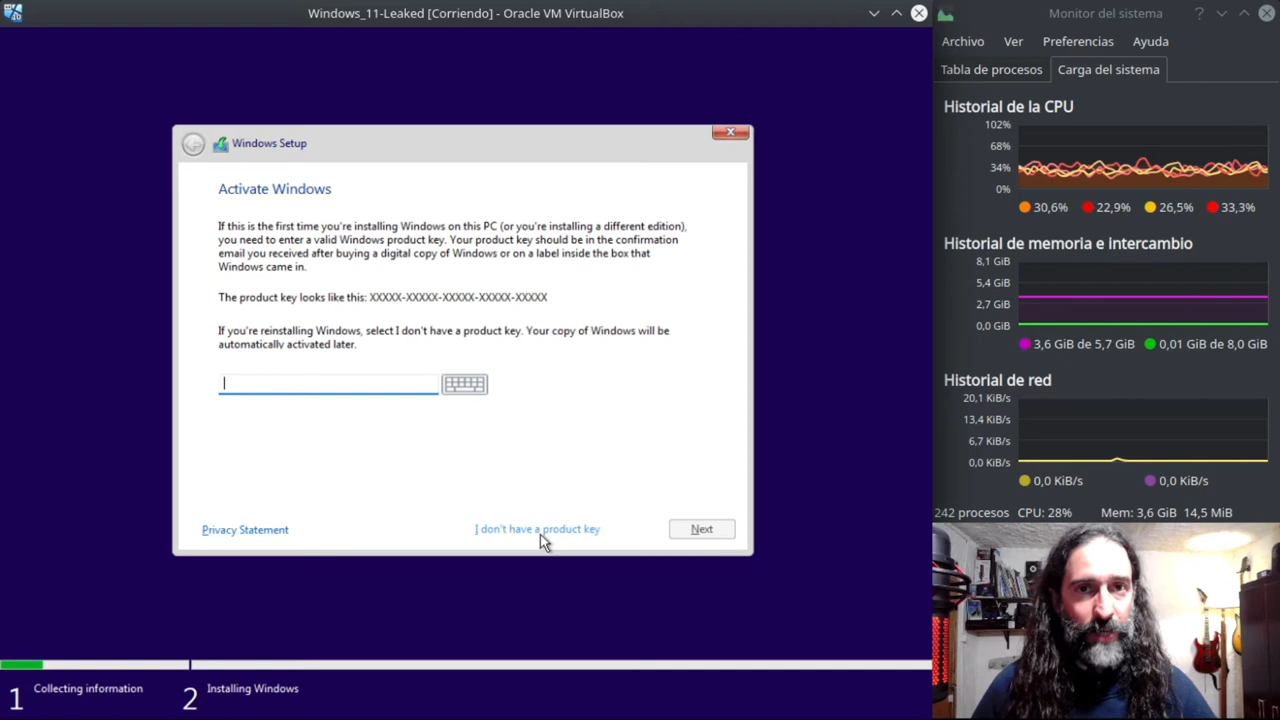 Windows_11-Leaked [Corriendo] - Oracle VM VirtualBox
Windows Setup
Activate Windows
If this is the first time you're installing Windows on this PC (or you're installing a different edition),
you need to enter a valid Windows product key. Your product key should be in the confirmation
email you received after buying a digital copy of Windows or on a label inside the box that
Windows came in.
The product key looks like this: XXXXX-XXXXX-XXXXX-XXXXX-XXXXX
If you're reinstalling Windows, select I don't have a product key. Your copy of Windows will be
automatically activated later.
Privacy Statement
I don't have a product key
Next
1 Collecting information
2 Installing Windows
Monitor del sistema
Archivo Ver Preferencias Ayuda
Tabla de procesos Carga del sistema
Historial de la CPU
102%
68%
34%
0%
30,6% 22,9% 26,5% 33,3%
Historial de memoria e intercambio
8,1 GiB
5,4 GiB
2,7 GiB
0,0 GiB
3,6 GiB de 5,7 GiB 0,01 GiB de 8,0 GiB
Historial de red
20,1 KiB/s
13,4 KiB/s
6,7 KiB/s
0,0 KiB/s
0,0 KiB/s 0,0 KiB/s
242 procesos CPU: 28% Mem: 3,6 GiB 14,5 MiB